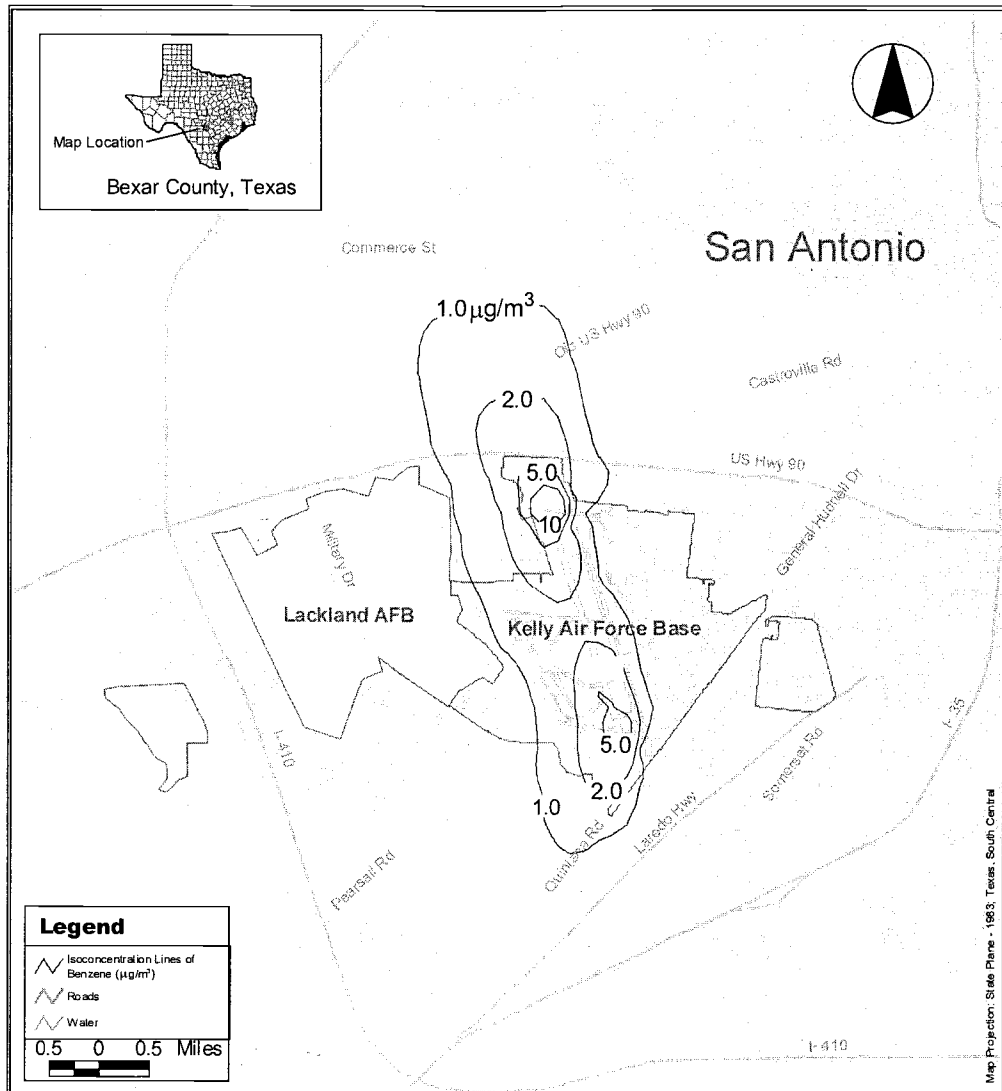 Map Location
Bexar County, Texas
San Antonio
Commerce St
1.0 µg/m³
Old US Hwy 90
Castroville Rd
2.0
US Hwy 90
5.0
10
General Hudnell Dr
Military Dr
Lackland AFB
Kelly Air Force Base
I-410
5.0
I-35
Somerset Rd
1.0
2.0
Quintana Rd
Laredo Hwy
Pearsall Rd
Legend
Isoconcentration Lines of
Benzene (µg/m³)
Roads
Water
0.5 0 0.5 Miles
I-410
Map Projection: State Plane - 1983; Texas, South Central